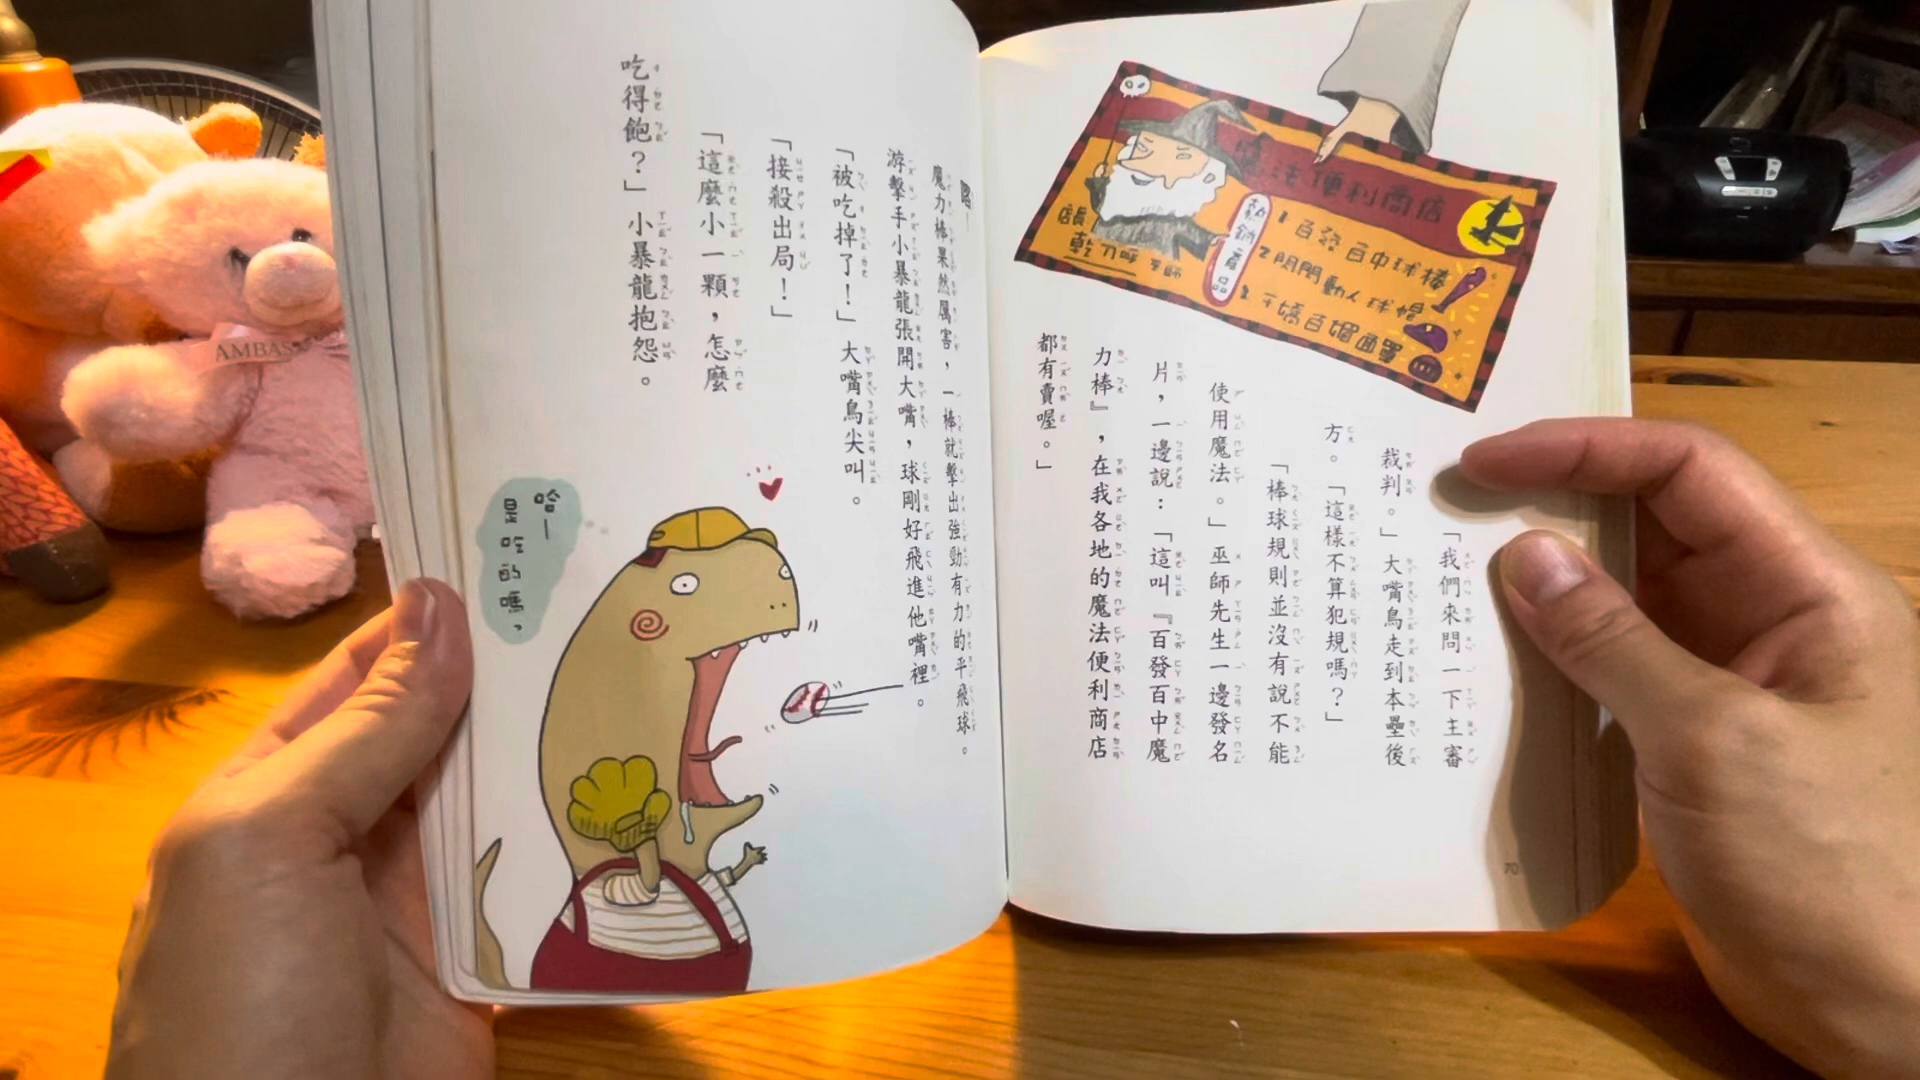 魔法便利商店
熱銷商品
1 百發百中球棒
2 閃閃動人球帽
3 千嬌百媚面罩
店長
「我們來問一下主審
裁判。」大嘴鳥走到本壘後
方。「這樣不算犯規嗎?」
「棒球規則並沒有說不能
使用魔法。」巫師先生一邊發名
片,一邊說:「這叫『百發百中魔
力棒』,在我各地的魔法便利商店
都有賣喔。」
70
魔力棒果然厲害,一棒就擊出強勁有力的平飛球。
游擊手小暴龍張開大嘴,球剛好飛進他嘴裡。
「被吃掉了!」大嘴鳥尖叫。
「接殺出局!」
「這麼小一顆,怎麼
吃得飽?」小暴龍抱怨。
哈—
是吃的嗎,
AMBAS